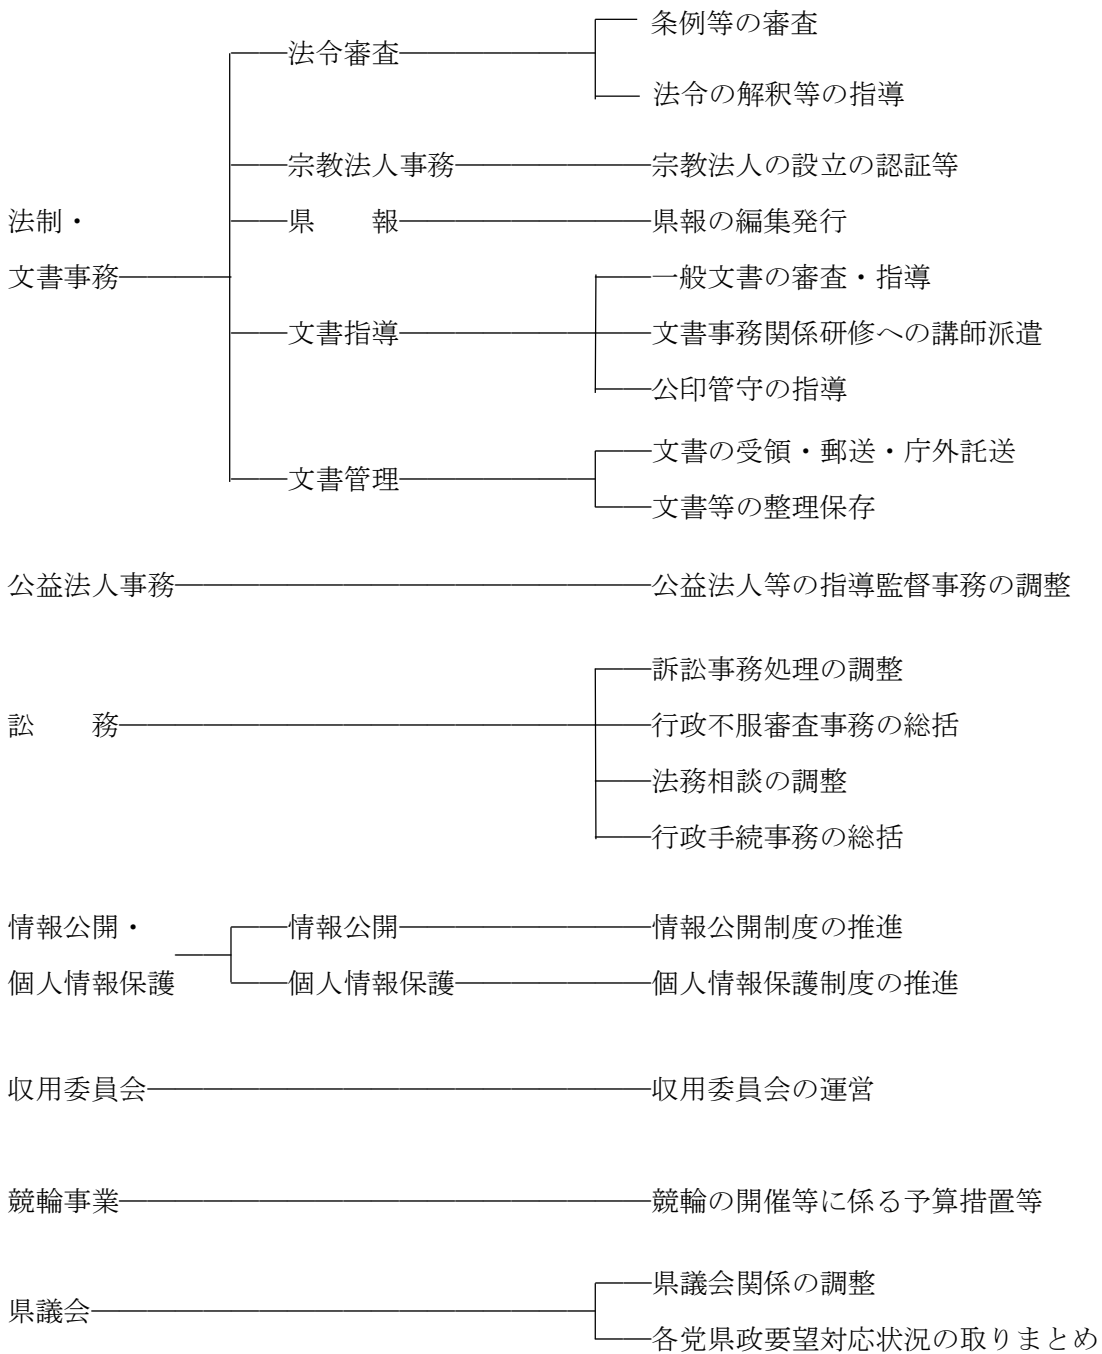 条例等の審査
法令審査
法令の解釈等の指導
宗教法人事務 宗教法人の設立の認証等
法制・ 県　　報 県報の編集発行
文書事務 一般文書の審査・指導
文書指導 文書事務関係研修への講師派遣
公印管守の指導
文書の受領・郵送・庁外託送
文書管理
文書等の整理保存
公益法人事務 公益法人等の指導監督事務の調整
訴訟事務処理の調整
訟　　務 行政不服審査事務の総括
法務相談の調整
行政手続事務の総括
情報公開・ 情報公開 情報公開制度の推進
個人情報保護 個人情報保護 個人情報保護制度の推進
収用委員会 収用委員会の運営
競輪事業 競輪の開催等に係る予算措置等
県議会関係の調整
県議会
各党県政要望対応状況の取りまとめ